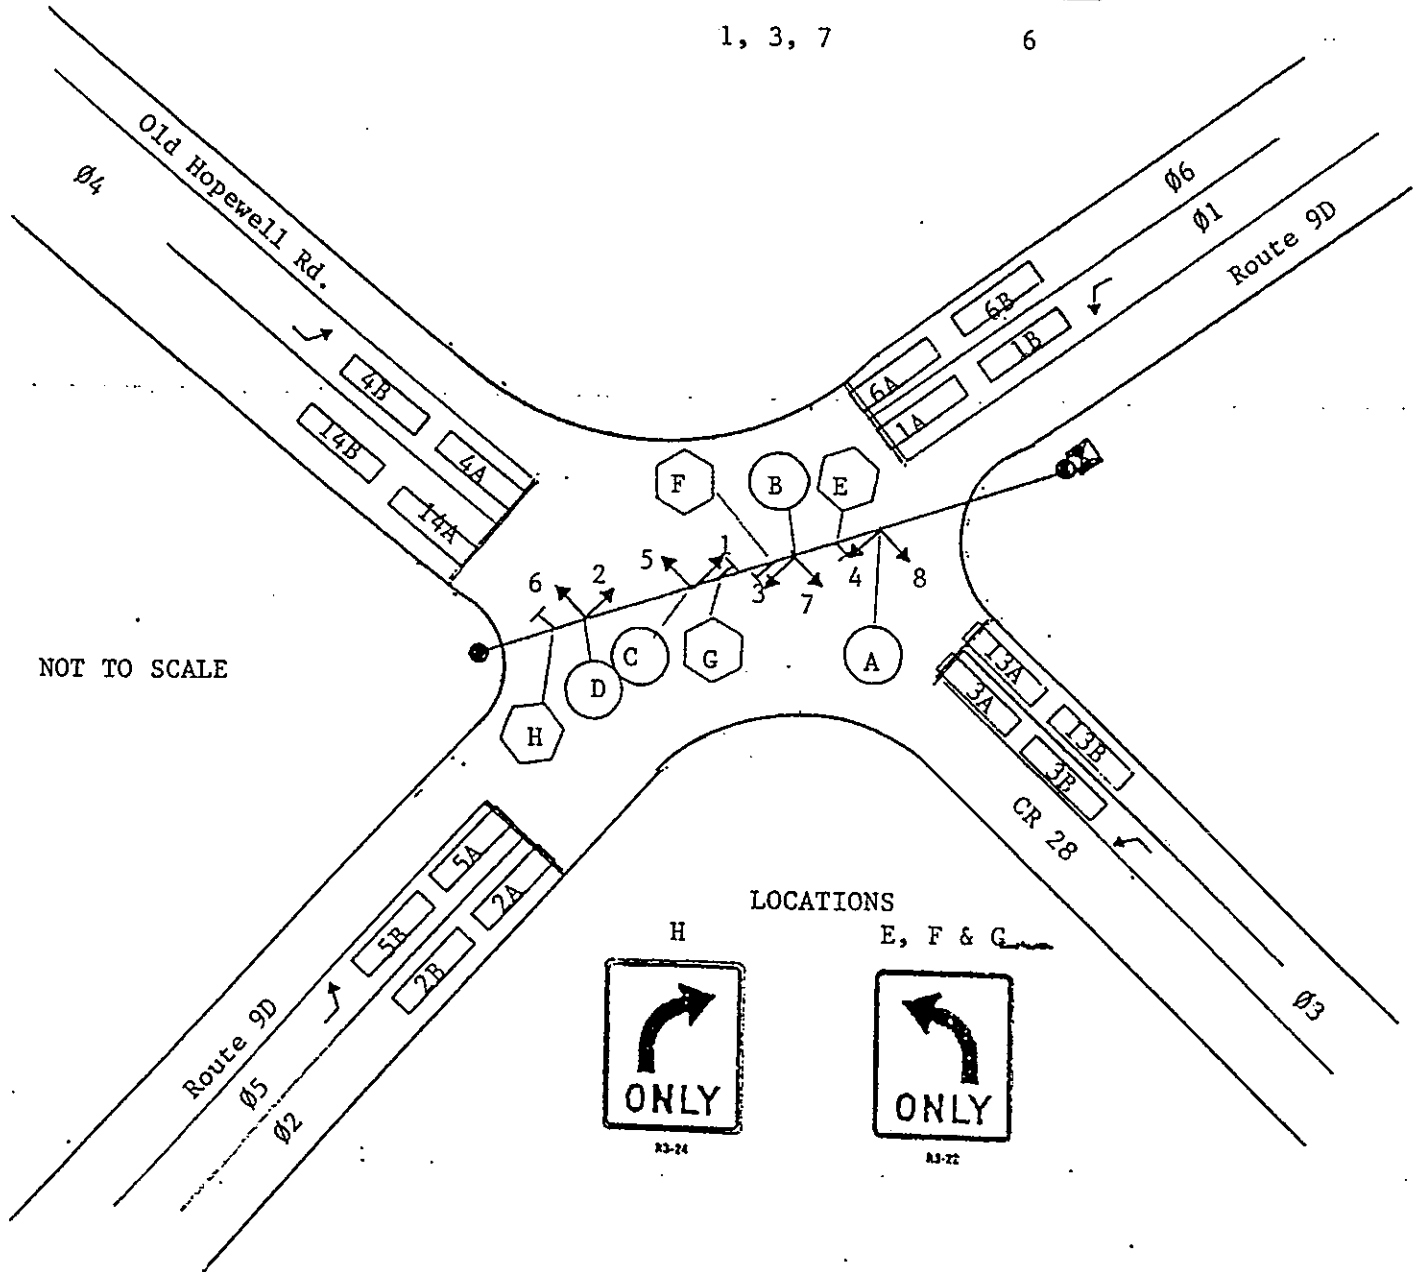 1, 3, 7
6
Old Hopewell Rd.
Ø4
Ø6
Ø1
Route 9D
6B
1B
6A
1A
4B
4A
14B
14A
F
B
E
1
5
2
6
3
7
4
8
C
G
A
D
H
NOT TO SCALE
13A
3A
13B
3B
CR 28
Ø3
5A
2A
5B
2B
Route 9D
Ø5
Ø2
LOCATIONS
H
E, F & G
ONLY
R3-24
ONLY
R3-22